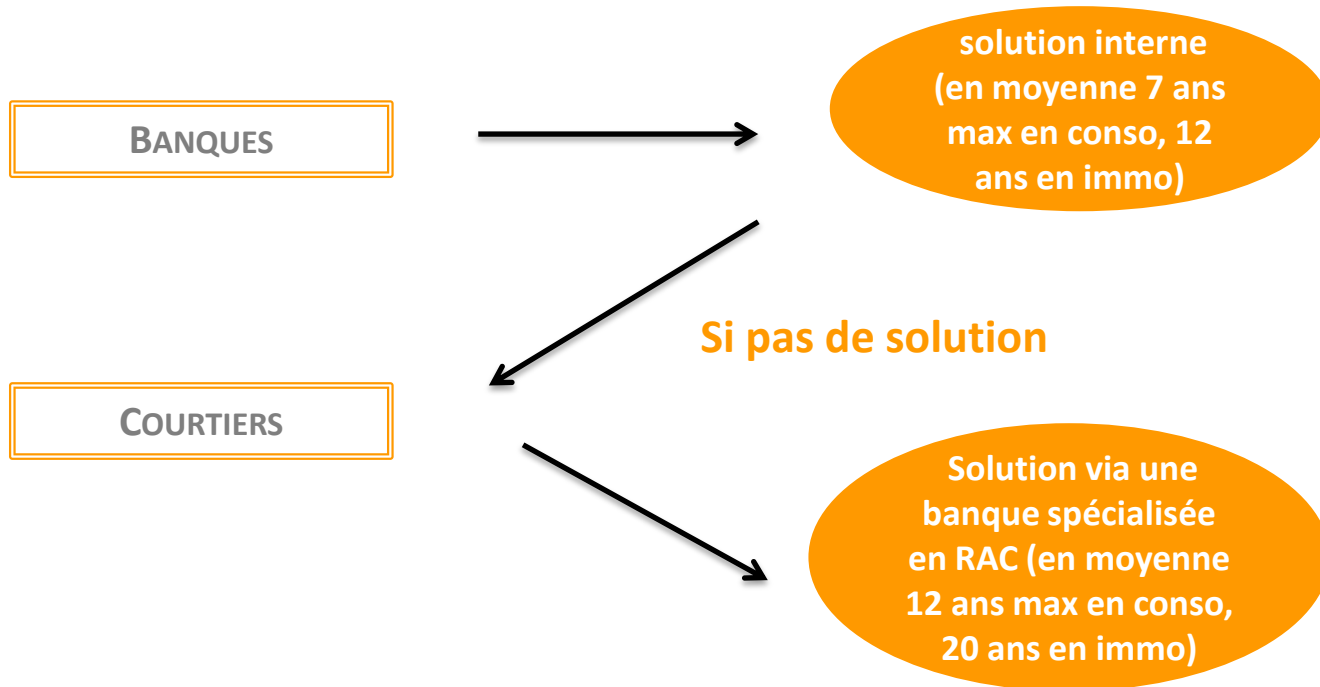 solution interne
(en moyenne 7 ans
max en conso, 12
ans en immo)
BANQUES
Si pas de solution
COURTIERS
Solution via une
banque spécialisée
en RAC (en moyenne
12 ans max en conso,
20 ans en immo)